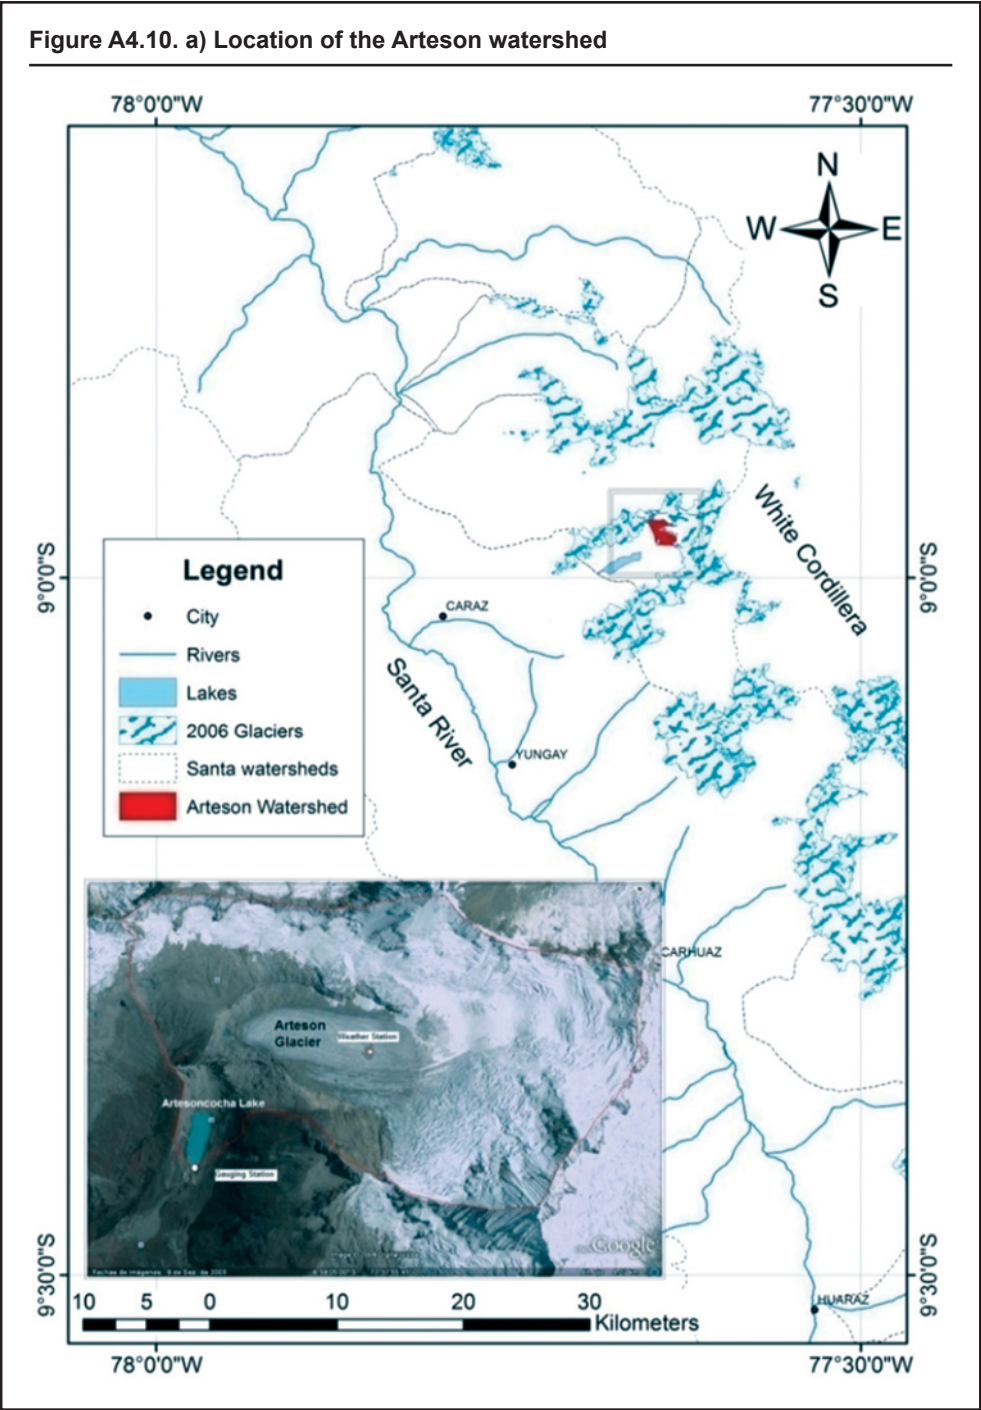 Figure A4.10. a) Location of the Arteson watershed
78°0'0"W
77°30'0"W
N
W
E
S
White Cordillera
9°0'0"S
9°0'0"S
Legend
City
Rivers
Lakes
2006 Glaciers
Santa watersheds
Arteson Watershed
CARAZ
Santa River
YUNGAY
CARHUAZ
Arteson
Glacier
Weather Station
Artesoncocha Lake
Gauging Station
Google
9°30'0"S
9°30'0"S
HUARAZ
10 5 0 10 20 30
Kilometers
78°0'0"W
77°30'0"W